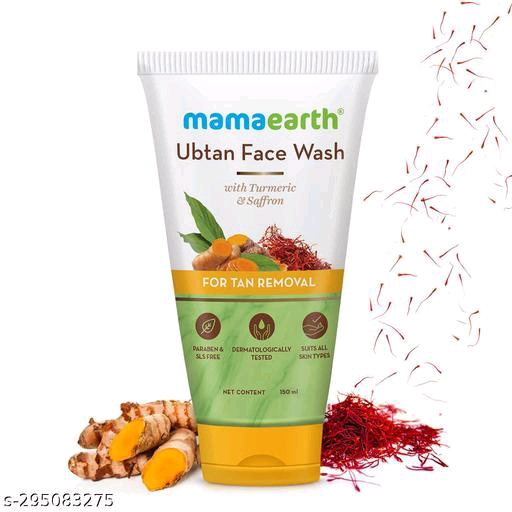 mamaearth®
Ubtan Face Wash
with Turmeric
& Saffron
FOR TAN REMOVAL
PARABEN &
SLS FREE
DERMATOLOGICALLY
TESTED
SUITS ALL
SKIN TYPES
NET CONTENT 150 ml
s-295083275